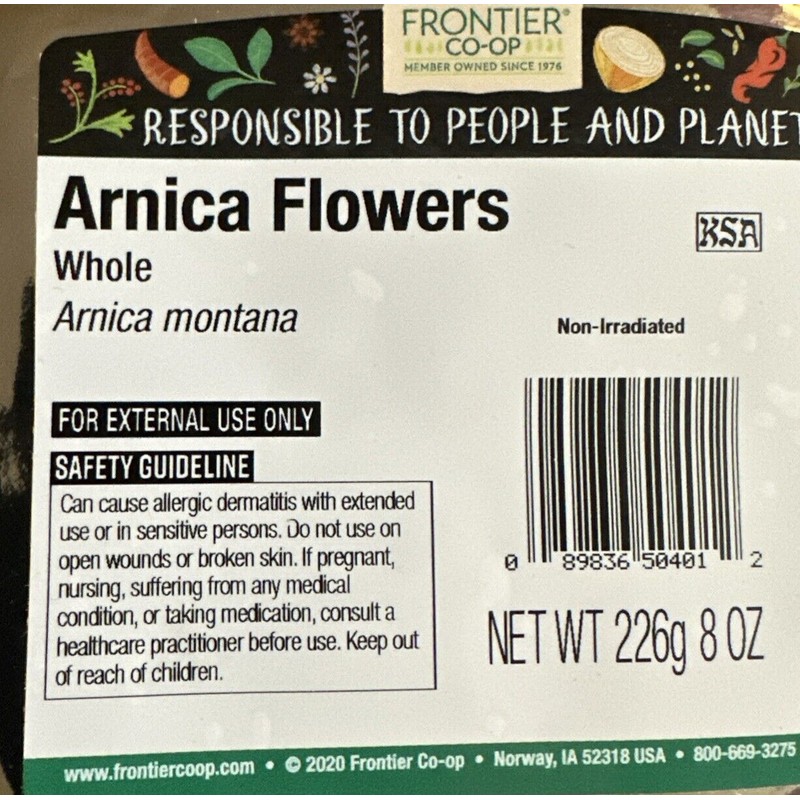 FRONTIER®
CO-OP
MEMBER OWNED SINCE 1976
RESPONSIBLE TO PEOPLE AND PLANET
Arnica Flowers
Whole
Arnica montana
KSA
Non-Irradiated
FOR EXTERNAL USE ONLY
SAFETY GUIDELINE
Can cause allergic dermatitis with extended
use or in sensitive persons. Do not use on
open wounds or broken skin. If pregnant,
nursing, suffering from any medical
condition, or taking medication, consult a
healthcare practitioner before use. Keep out
of reach of children.
0 89836 50401 2
NET WT 226g 8 OZ
www.frontiercoop.com • © 2020 Frontier Co-op • Norway, IA 52318 USA • 800-669-3275